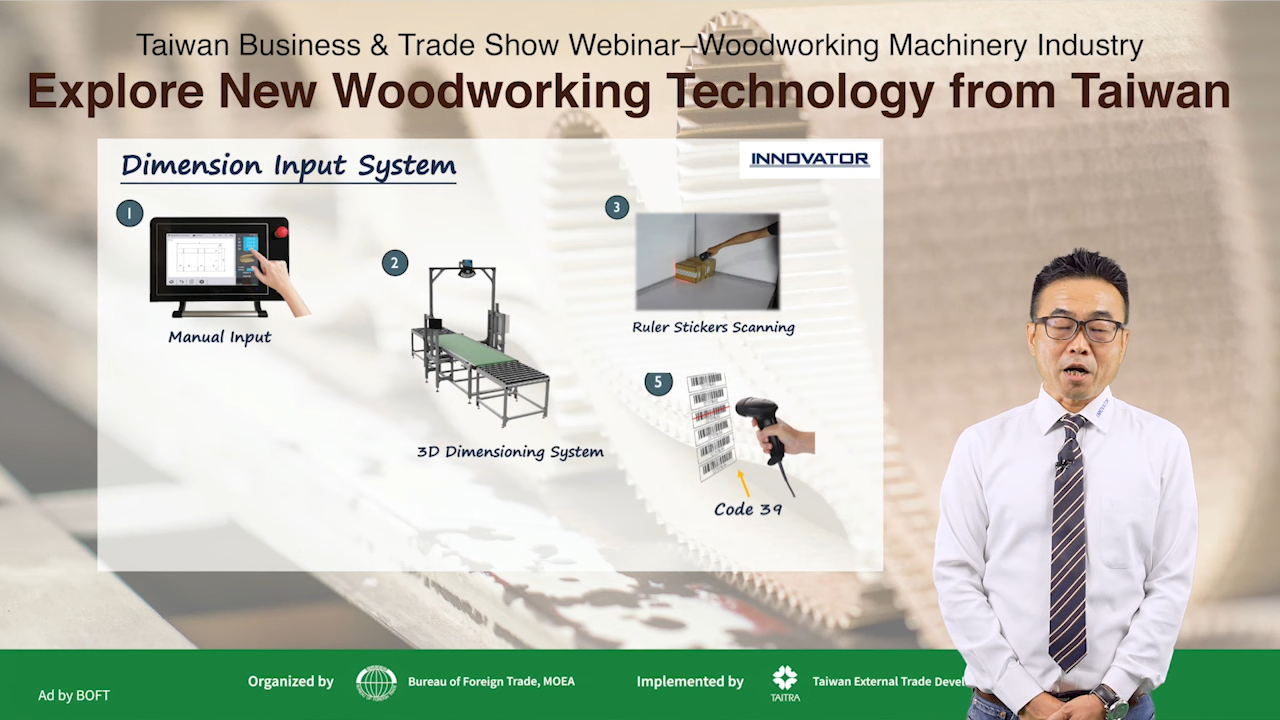 Taiwan Business & Trade Show Webinar–Woodworking Machinery Industry
Explore New Woodworking Technology from Taiwan
Dimension Input System
INNOVATOR
1
Manual Input
2
3D Dimensioning System
3
Ruler Stickers Scanning
5
Code 39
INNOVATOR
Ad by BOFT
Organized by
Bureau of Foreign Trade, MOEA
Implemented by
TAITRA
Taiwan External Trade Devel